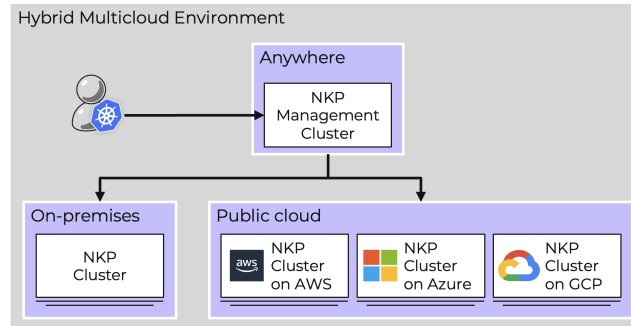 Hybrid Multicloud Environment
Anywhere
NKP
Management
Cluster
On-premises
NKP
Cluster
Public cloud
aws
NKP
Cluster
on AWS
NKP
Cluster
on Azure
NKP
Cluster
on GCP